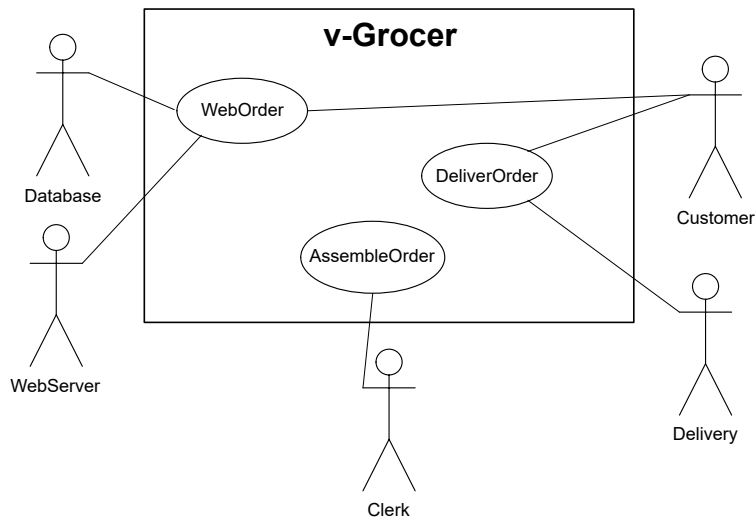 v-Grocer
WebOrder
DeliverOrder
Database
Customer
AssembleOrder
WebServer
Delivery
Clerk